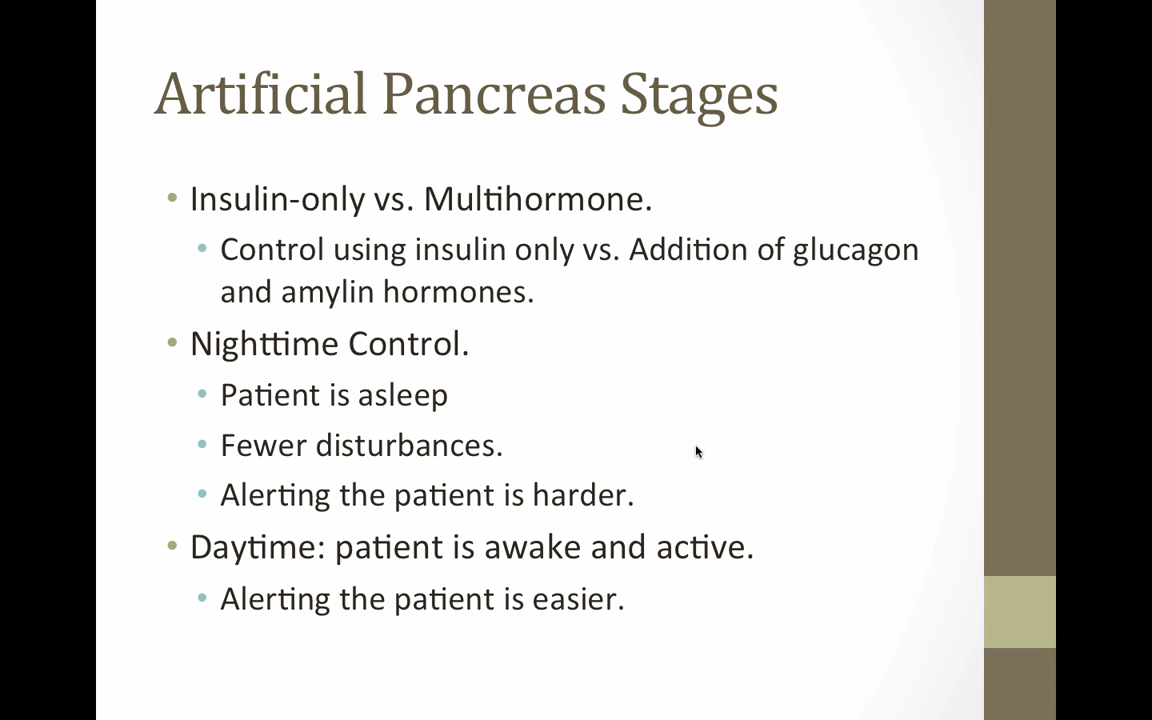 Artificial Pancreas Stages
• Insulin-only vs. Multihormone.
• Control using insulin only vs. Addition of glucagon
and amylin hormones.
• Nighttime Control.
• Patient is asleep
• Fewer disturbances.
• Alerting the patient is harder.
• Daytime: patient is awake and active.
• Alerting the patient is easier.